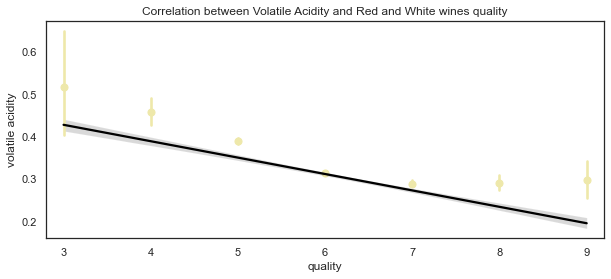 Correlation between Volatile Acidity and Red and White wines quality
volatile acidity
0.6
0.5
0.4
0.3
0.2
3 4 5 6 7 8 9
quality